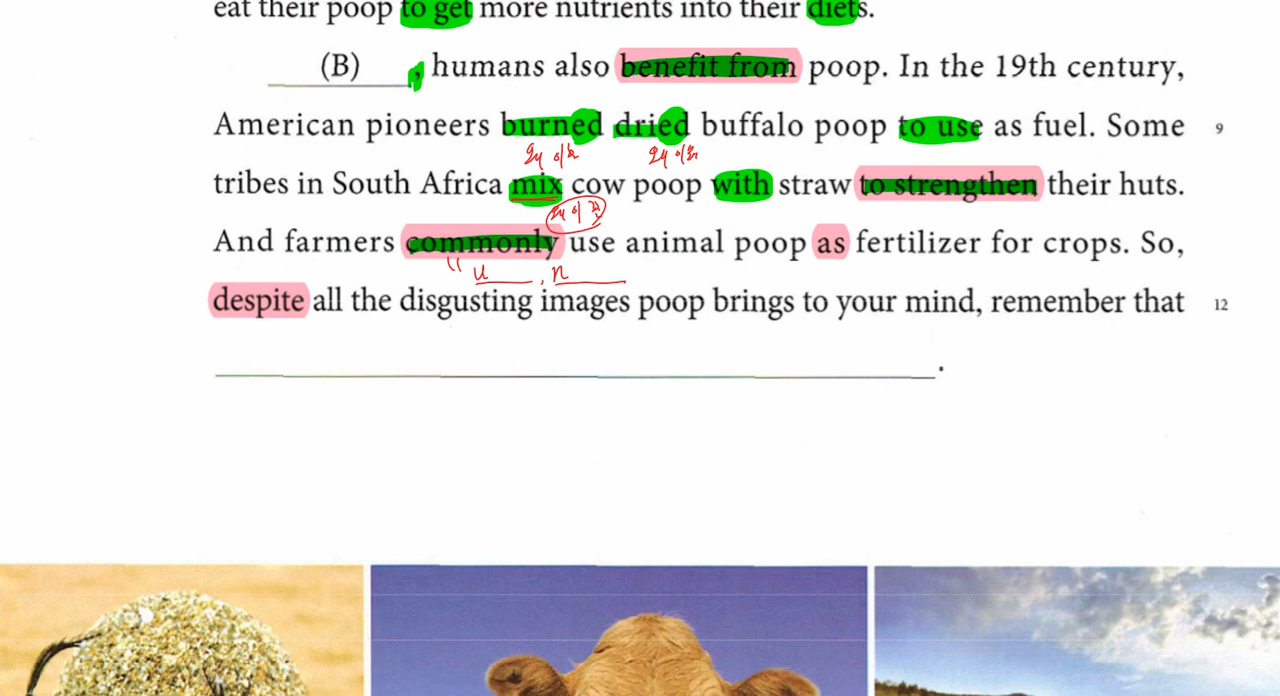 eat their poop to get more nutrients into their diets.
(B) , humans also benefit from poop. In the 19th century,
American pioneers burned dried buffalo poop to use as fuel. Some 9
tribes in South Africa mix cow poop with straw to strengthen their huts.
And farmers commonly use animal poop as fertilizer for crops. So,
despite all the disgusting images poop brings to your mind, remember that 12
.